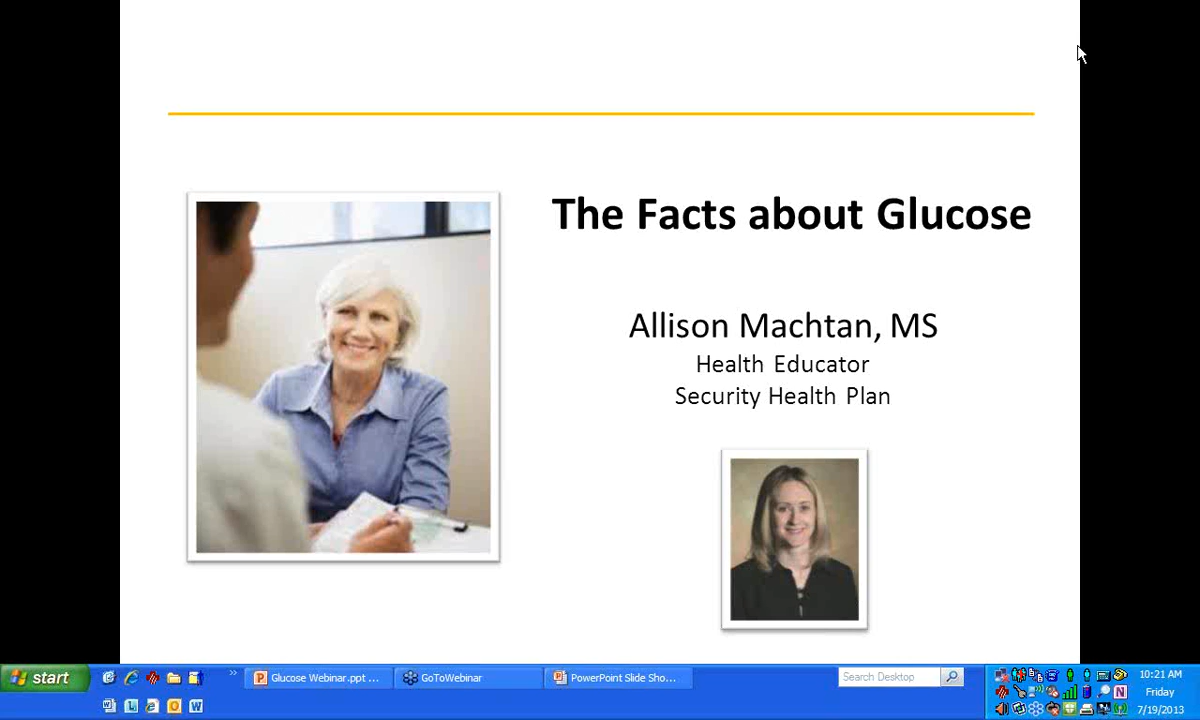 The Facts about Glucose
Allison Machtan, MS
Health Educator
Security Health Plan
start
Glucose Webinar.ppt ...
GoToWebinar
PowerPoint Slide Sho...
Search Desktop
10:21 AM
Friday
7/19/2013